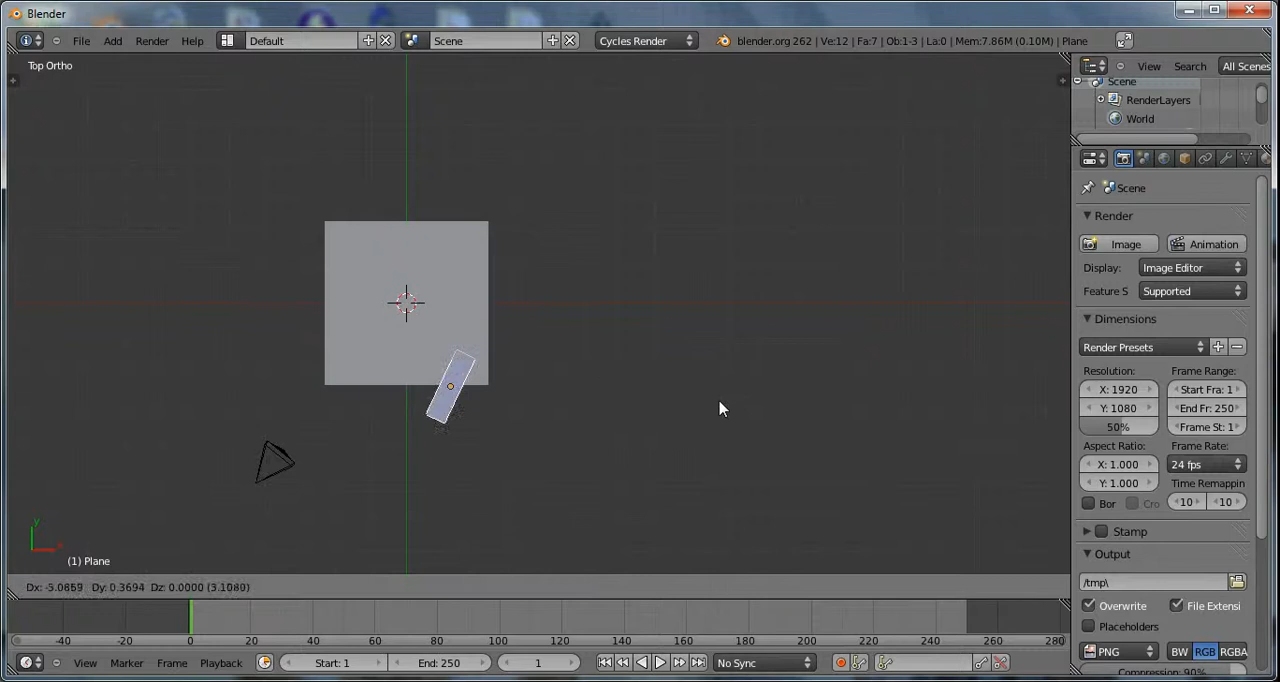 Blender
File Add Render Help Default Scene Cycles Render blender.org 262 | Ve:12 | Fa:7 | Ob:1-3 | La:0 | Mem:7.86M (0.10M) | Plane
Top Ortho
View Search All Scenes
Scene
RenderLayers
World
Scene
Render
Image Animation
Display: Image Editor
Feature S Supported
Dimensions
Render Presets
Resolution: Frame Range:
X: 1920 Start Fra: 1
Y: 1080 End Fr: 250
50% Frame St: 1
Aspect Ratio: Frame Rate:
X: 1.000 24 fps
Y: 1.000 Time Remappin
Bor Cro 10 10
Stamp
Output
/tmp\
Overwrite File Extensi
Placeholders
PNG BW RGB RGBA
Compression: 90%
y
x
(1) Plane
Dx: -5.0859 Dy: 0.3694 Dz: 0.0000 (3.1080)
-40 -20 0 20 40 60 80 100 120 140 160 180 200 220 240 260 280
View Marker Frame Playback Start: 1 End: 250 1 No Sync